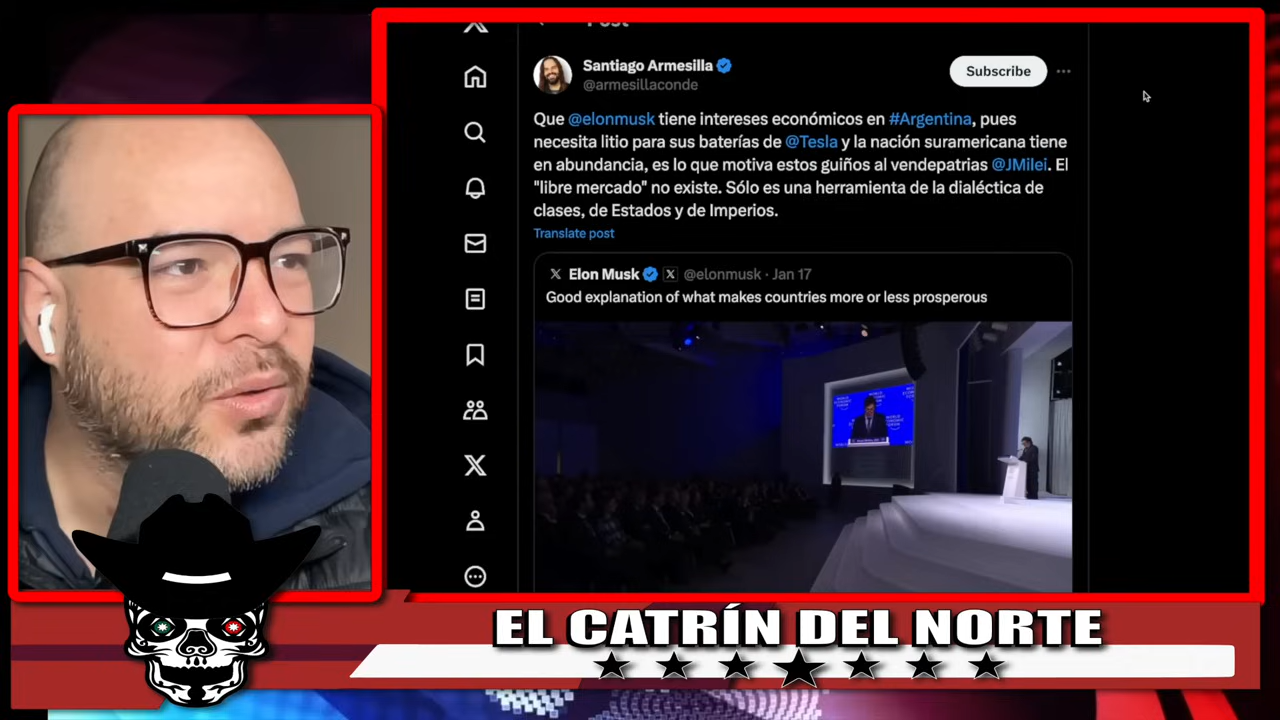 Post
Santiago Armesilla
@armesillaconde
Subscribe
Que @elonmusk tiene intereses económicos en #Argentina, pues
necesita litio para sus baterías de @Tesla y la nación suramericana tiene
en abundancia, es lo que motiva estos guiños al vendepatrias @JMilei. El
"libre mercado" no existe. Sólo es una herramienta de la dialéctica de
clases, de Estados y de Imperios.
Translate post
Elon Musk @elonmusk · Jan 17
Good explanation of what makes countries more or less prosperous
EL CATRÍN DEL NORTE